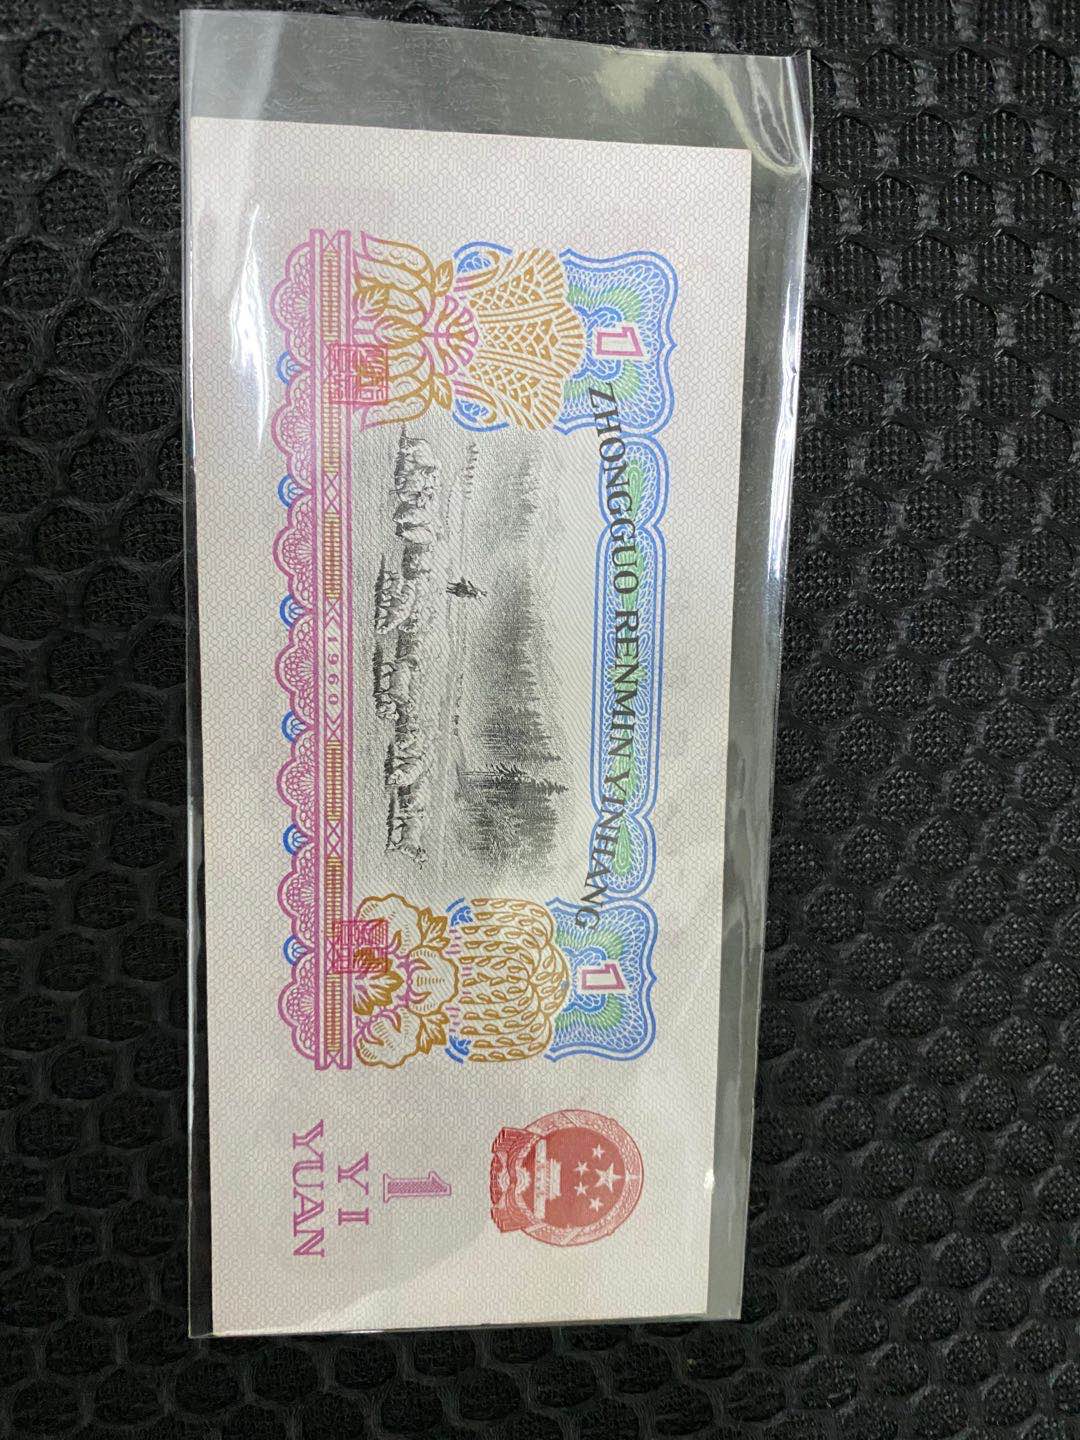 ZHONGGUO RENMIN YINHANG
1
1
1
YI
YUAN
1960